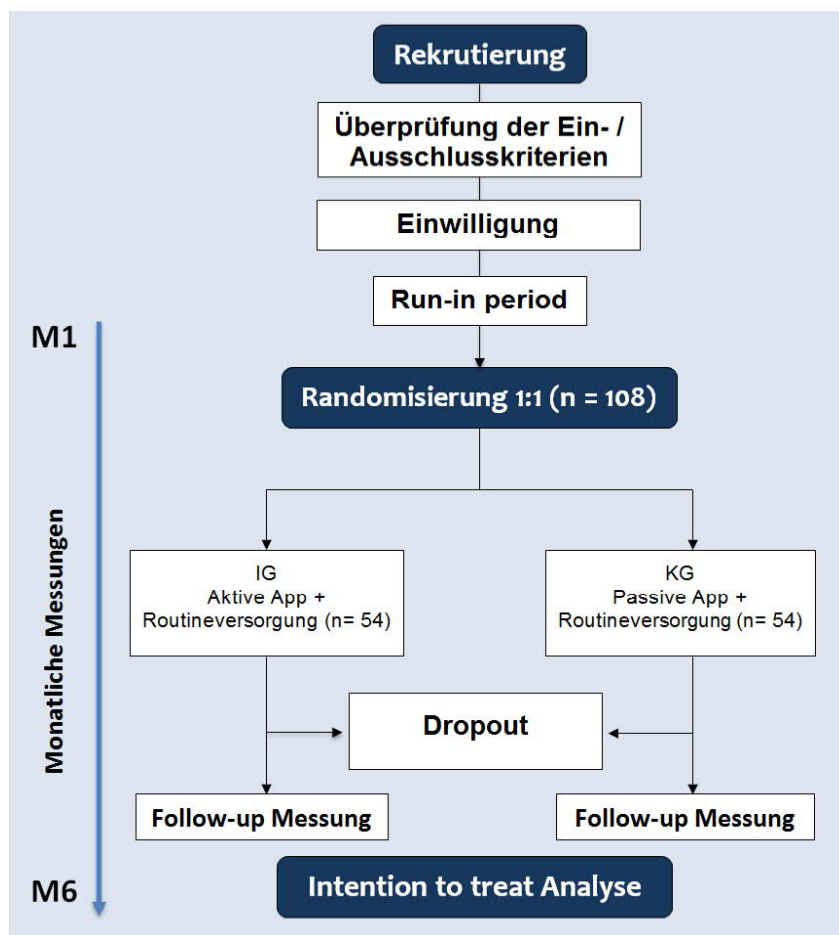 Rekrutierung
Überprüfung der Ein- /
Ausschlusskriterien
Einwilligung
Run-in period
M1
Randomisierung 1:1 (n = 108)
Monatliche Messungen
IG
Aktive App +
Routineversorgung (n= 54)
KG
Passive App +
Routineversorgung (n= 54)
Dropout
Follow-up Messung
Follow-up Messung
M6
Intention to treat Analyse